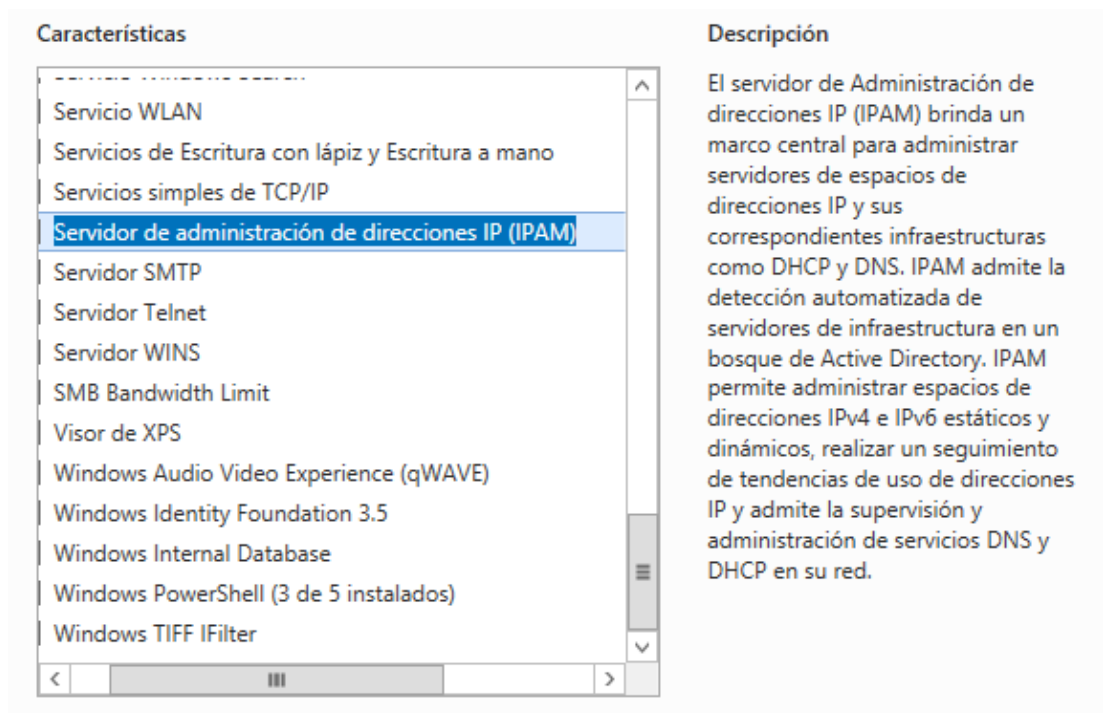 Características
Servicio WLAN
Servicios de Escritura con lápiz y Escritura a mano
Servicios simples de TCP/IP
Servidor de administración de direcciones IP (IPAM)
Servidor SMTP
Servidor Telnet
Servidor WINS
SMB Bandwidth Limit
Visor de XPS
Windows Audio Video Experience (qWAVE)
Windows Identity Foundation 3.5
Windows Internal Database
Windows PowerShell (3 de 5 instalados)
Windows TIFF IFilter
Descripción
El servidor de Administración de
direcciones IP (IPAM) brinda un
marco central para administrar
servidores de espacios de
direcciones IP y sus
correspondientes infraestructuras
como DHCP y DNS. IPAM admite la
detección automatizada de
servidores de infraestructura en un
bosque de Active Directory. IPAM
permite administrar espacios de
direcciones IPv4 e IPv6 estáticos y
dinámicos, realizar un seguimiento
de tendencias de uso de direcciones
IP y admite la supervisión y
administración de servicios DNS y
DHCP en su red.